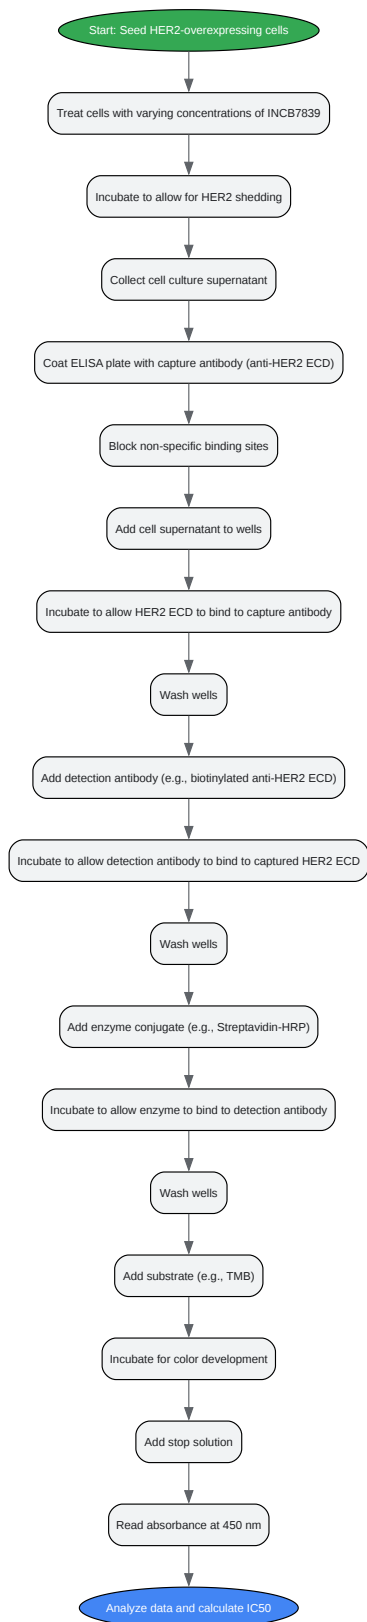 Start: Seed HER2-overexpressing cells
Treat cells with varying concentrations of INCB7839
Incubate to allow for HER2 shedding
Collect cell culture supernatant
Coat ELISA plate with capture antibody (anti-HER2 ECD)
Block non-specific binding sites
Add cell supernatant to wells
Incubate to allow HER2 ECD to bind to capture antibody
Wash wells
Add detection antibody (e.g., biotinylated anti-HER2 ECD)
Incubate to allow detection antibody to bind to captured HER2 ECD
Wash wells
Add enzyme conjugate (e.g., Streptavidin-HRP)
Incubate to allow enzyme to bind to detection antibody
Wash wells
Add substrate (e.g., TMB)
Incubate for color development
Add stop solution
Read absorbance at 450 nm
Analyze data and calculate IC50